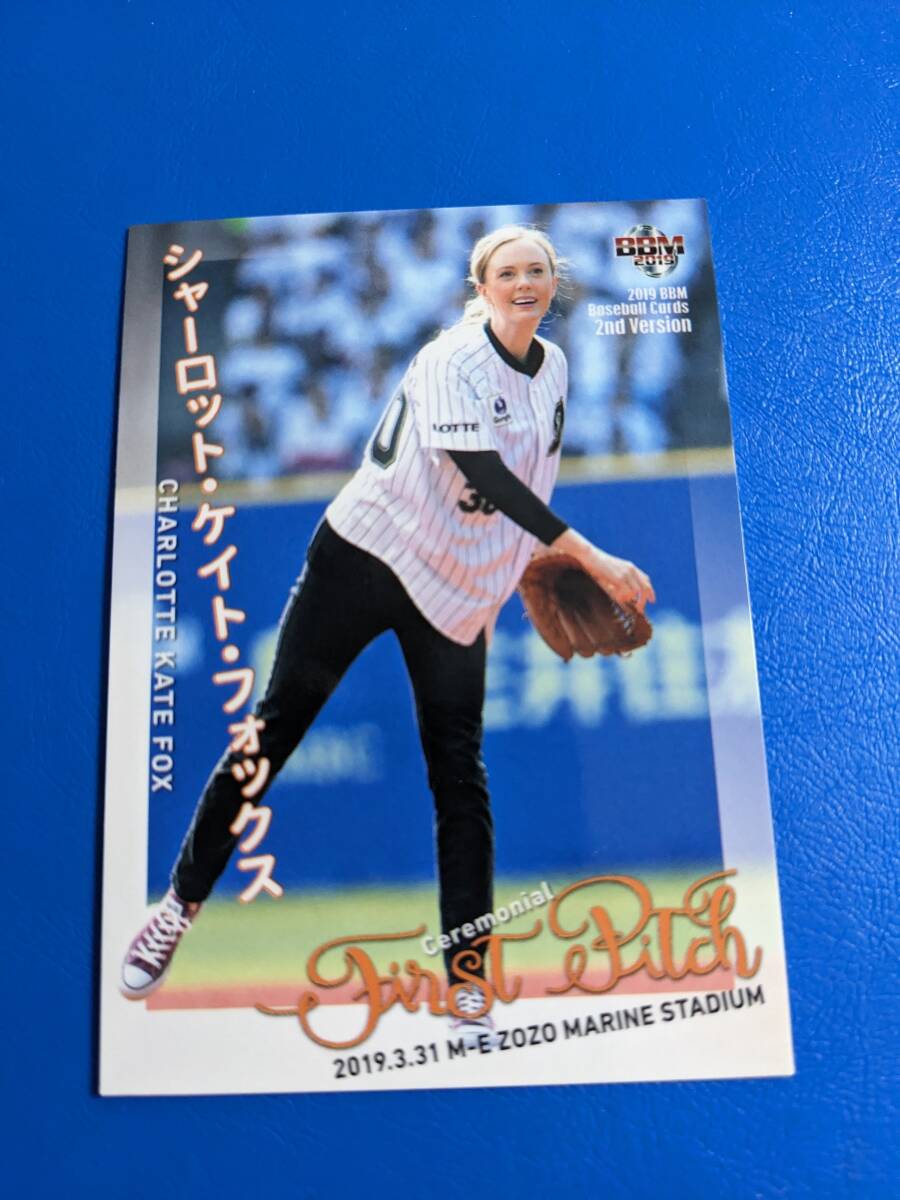 BBM
2019
2019 BBM
Baseball Cards
2nd Version
シャーロット・ケイト・フォックス
CHARLOTTE KATE FOX
LOTTE
30
Ceremonial
First Pitch
2019.3.31 M-E ZOZO MARINE STADIUM